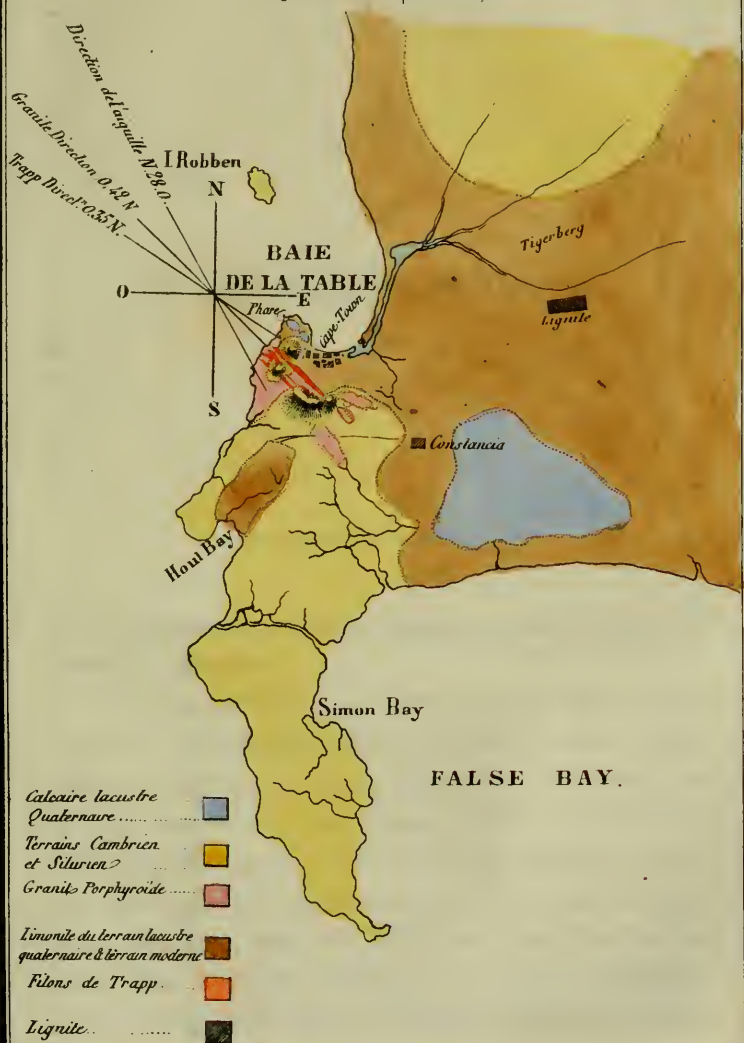 Direction de l'aiguille N.28.O.
Granite Direction O.42 N
Trapp Direct.n O.35 N.
I Robben
N
BAIE
DE LA TABLE
O
E
Phare
Cape-Town
S
Tigerberg
Lignite
Constancia
Hout Bay
Simon Bay
FALSE BAY.
Calcaire lacustre
Quaternaire
Terrains Cambrien
et Silurien
Granit Porphyroïde
Limonite du terrain lacustre
quaternaire & terrain moderne
Filons de Trapp.
Lignite